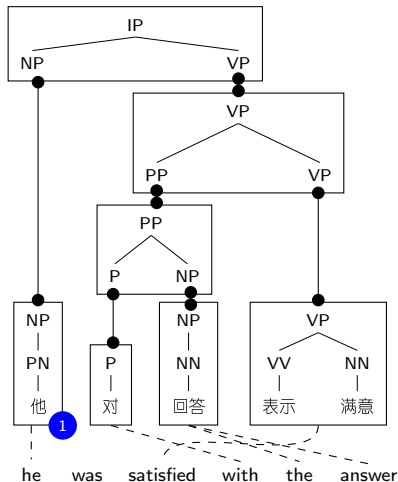 IP
NP VP
VP
PP VP
PP
P NP
NP P NP VP
PN NN VV NN
他 对 回答 表示 满意
1
he was satisfied with the answer